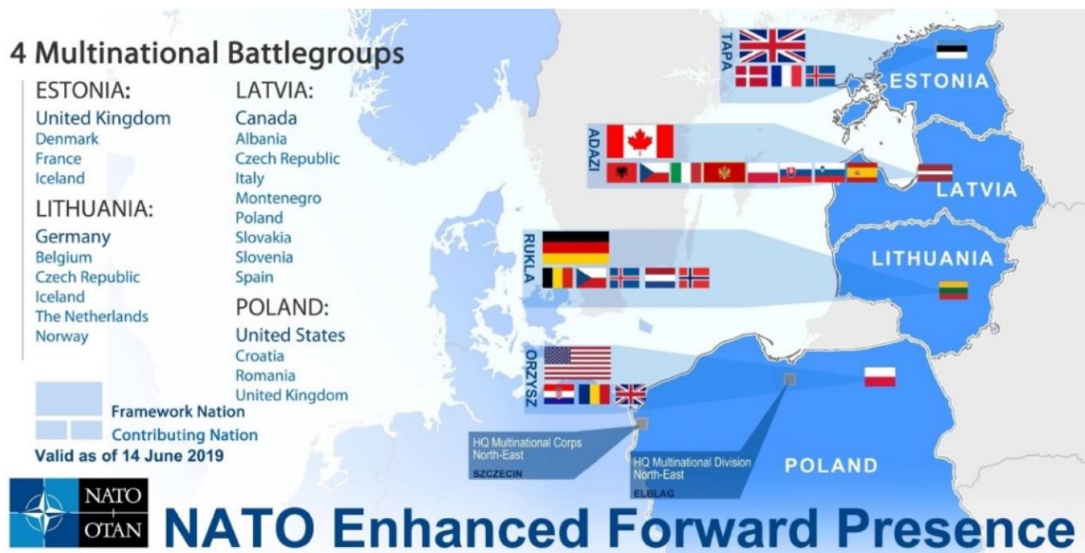 4 Multinational Battlegroups
ESTONIA:
United Kingdom
Denmark
France
Iceland
LITHUANIA:
Germany
Belgium
Czech Republic
Iceland
The Netherlands
Norway
LATVIA:
Canada
Albania
Czech Republic
Italy
Montenegro
Poland
Slovakia
Slovenia
Spain
POLAND:
United States
Croatia
Romania
United Kingdom
Framework Nation
Contributing Nation
Valid as of 14 June 2019
TAPA
ESTONIA
ADAZI
LATVIA
RUKLA
LITHUANIA
ORZYSZ
HQ Multinational Corps
North-East
SZCZECIN
HQ Multinational Division
North-East
ELBLAG
POLAND
NATO
OTAN
NATO Enhanced Forward Presence